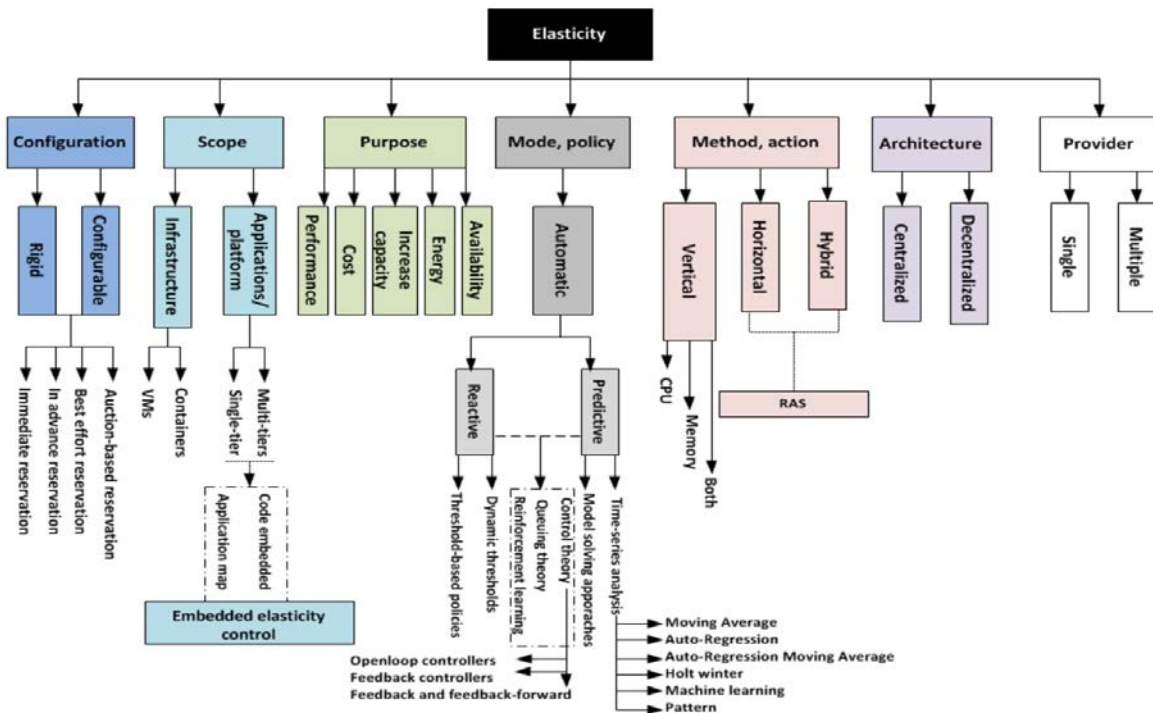 Elasticity
Configuration
Scope
Purpose
Mode, policy
Method, action
Architecture
Provider
Rigid
Configurable
Infrastructure
Applications/
platform
Performance
Cost
Increase
capacity
Energy
Availability
Automatic
Vertical
Horizontal
Hybrid
Centralized
Decentralized
Single
Multiple
Immediate reservation
In advance reservation
Best effort reservation
Auction-based reservation
VMs
Containers
Single-tier
Multi-tiers
Reactive
Predictive
CPU
Memory
Both
RAS
Application map
Code embedded
Embedded elasticity
control
Threshold-based policies
Dynamic thresholds
Reinforcement learning
Queuing theory
Control theory
Model solving apporaches
Time-series analysis
Openloop controllers
Feedback controllers
Feedback and feedback-forward
Moving Average
Auto-Regression
Auto-Regression Moving Average
Holt winter
Machine learning
Pattern